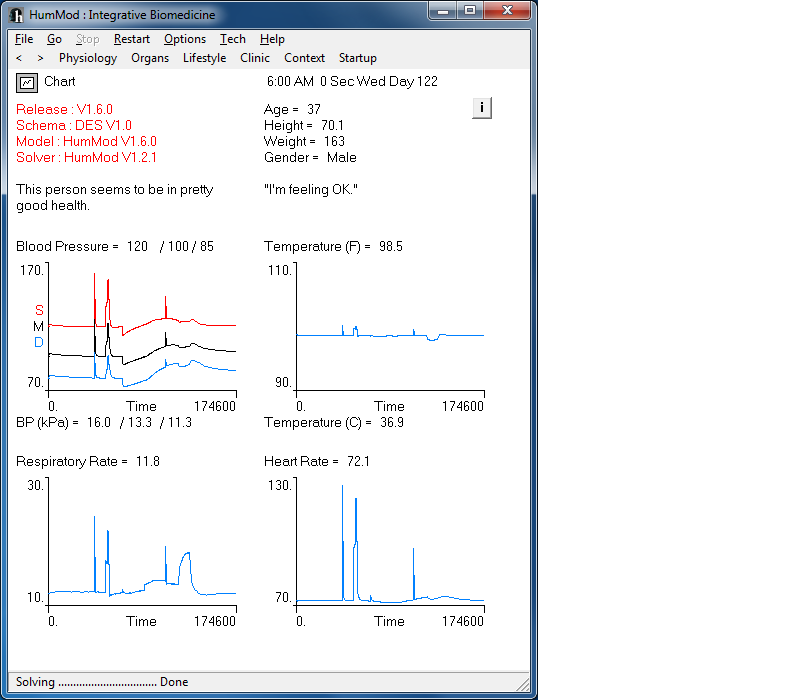 HumMod : Integrative Biomedicine
File Go Stop Restart Options Tech Help
< > Physiology Organs Lifestyle Clinic Context Startup
Chart 6:00 AM 0 Sec Wed Day 122
Release : V1.6.0 Age = 37
i
Schema : DES V1.0 Height = 70.1
Model : HumMod V1.6.0 Weight = 163
Solver : HumMod V1.2.1 Gender = Male
This person seems to be in pretty "I'm feeling OK."
good health.
Blood Pressure = 120 / 100 / 85 Temperature (F) = 98.5
170. 110.
S
M
D
70. 90.
0. Time 174600 0. Time 174600
BP (kPa) = 16.0 / 13.3 / 11.3 Temperature (C) = 36.9
Respiratory Rate = 11.8 Heart Rate = 72.1
30. 130.
10. 70.
0. Time 174600 0. Time 174600
Solving ................................. Done